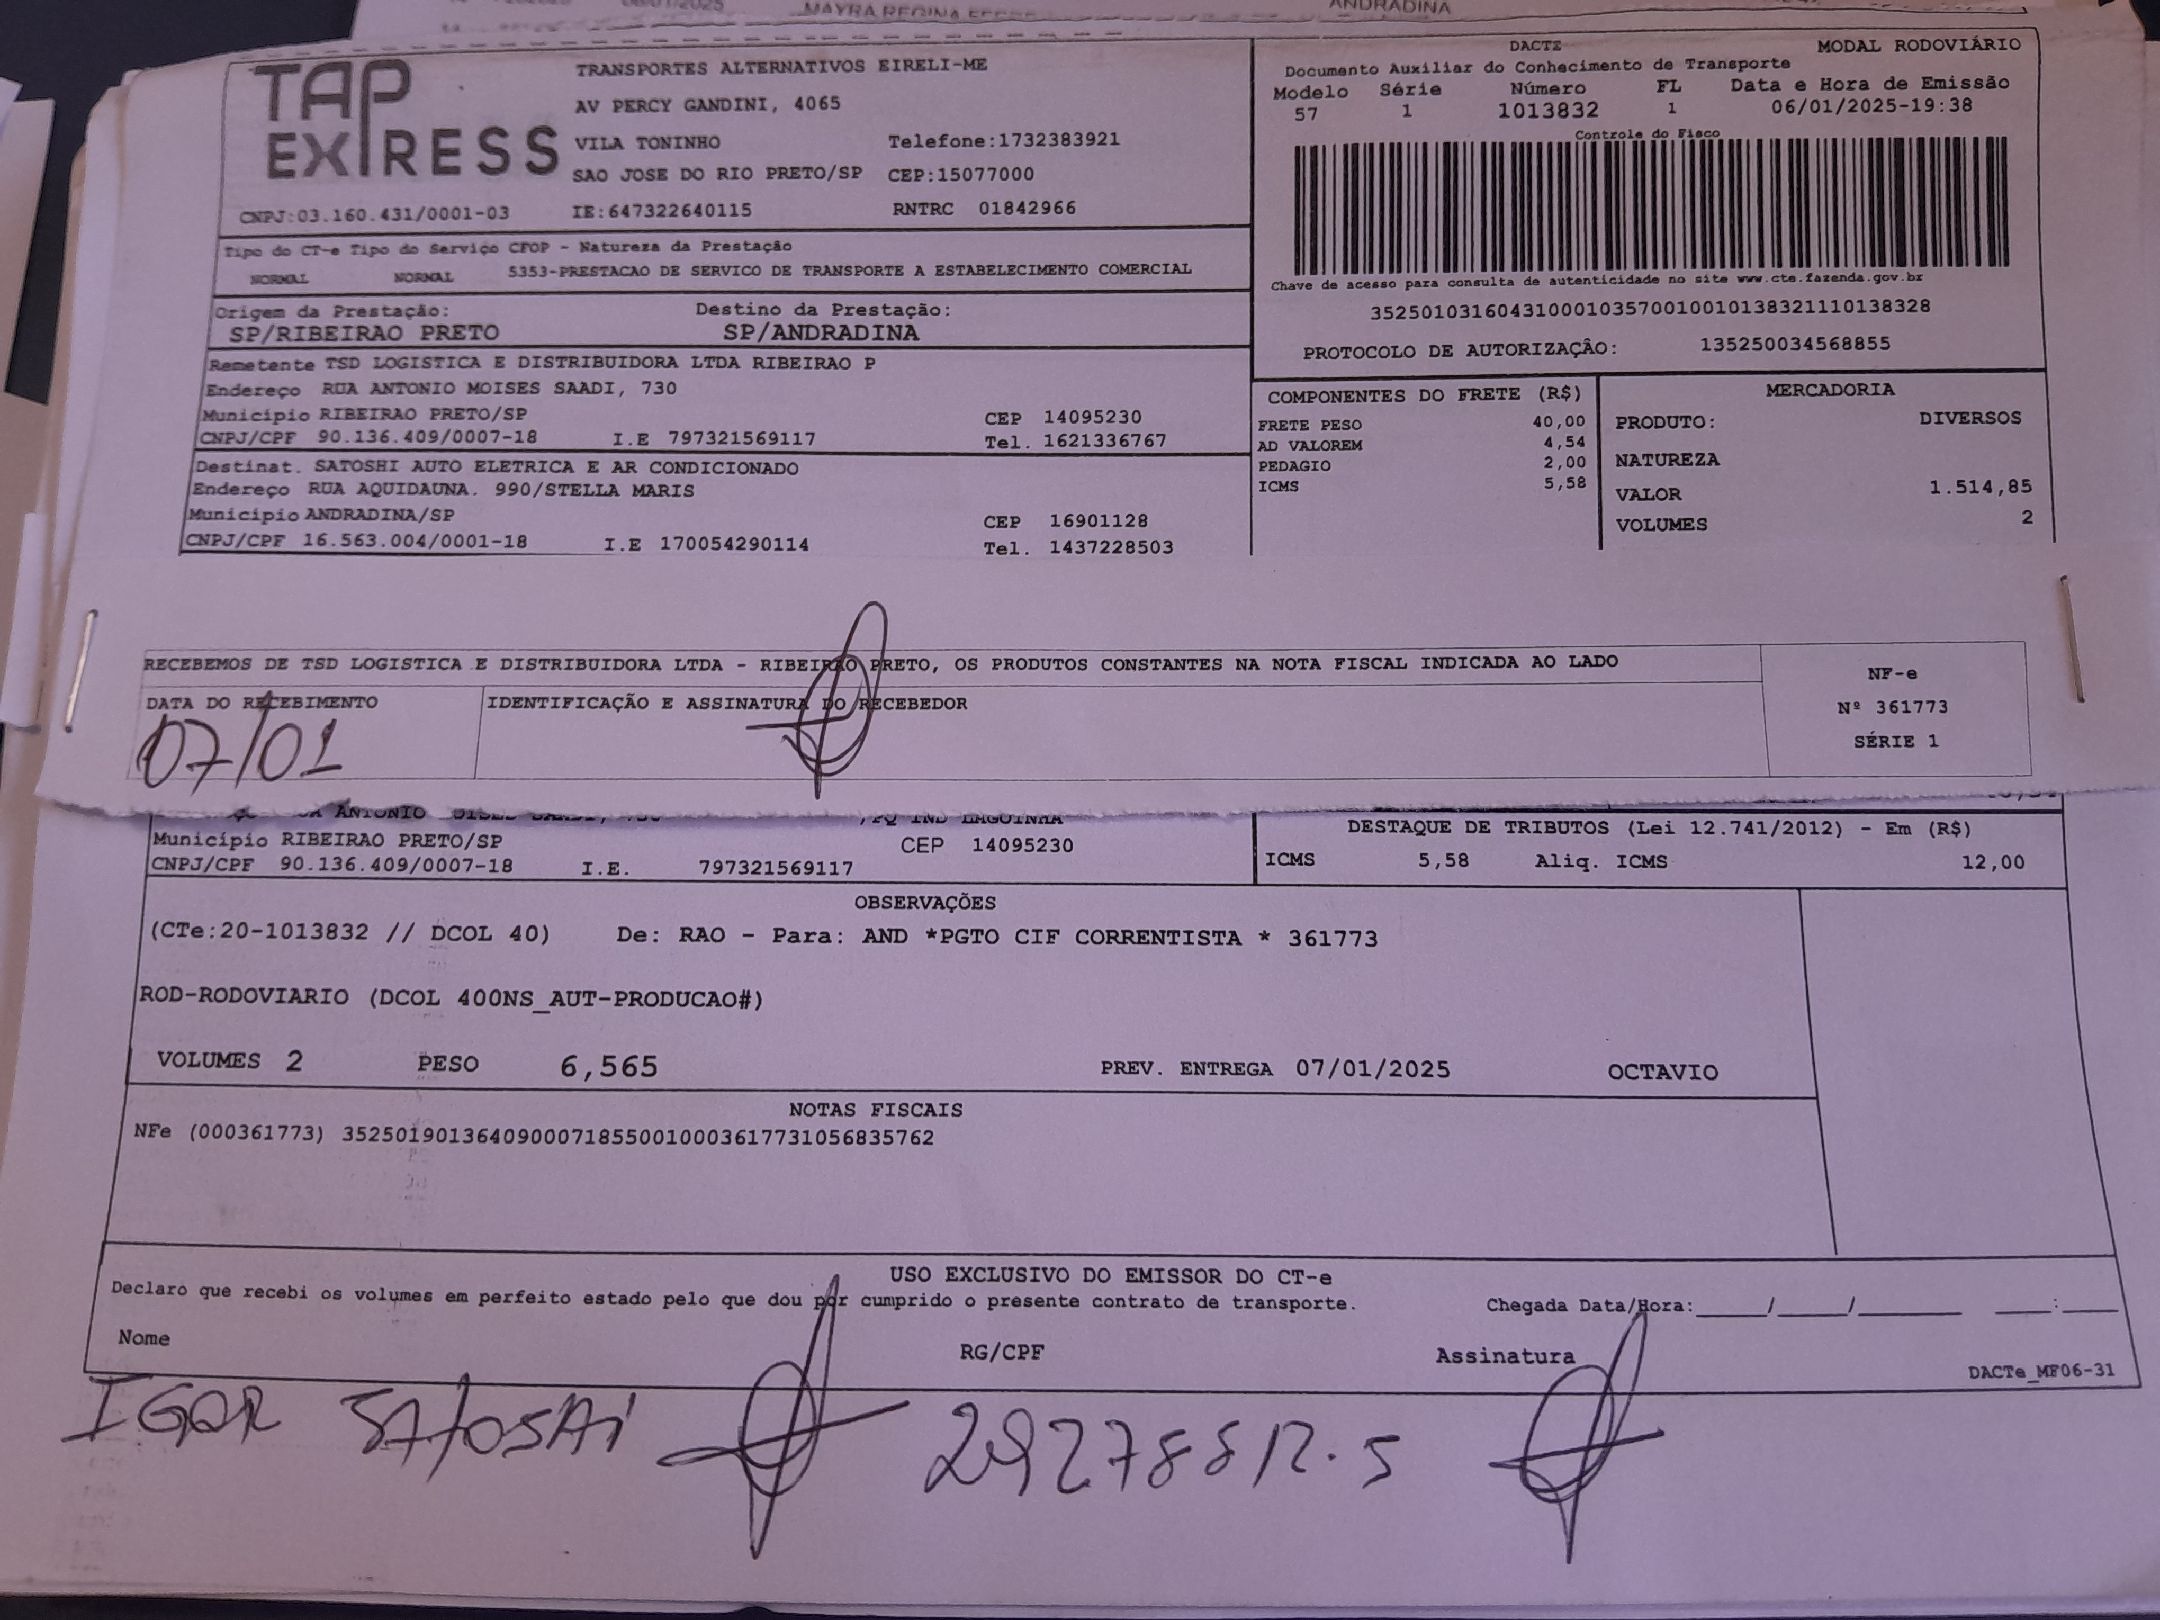 06/01/2025
MAYRA REGINA
ANDRADINA
TAP EXPRESS
TRANSPORTES ALTERNATIVOS EIRELI-ME
AV PERCY GANDINI, 4065
VILA TONINHO Telefone:1732383921
SAO JOSE DO RIO PRETO/SP CEP:15077000
CNPJ:03.160.431/0001-03 IE:647322640115 RNTRC 01842966
DACTE MODAL RODOVIÁRIO
Documento Auxiliar do Conhecimento de Transporte
Modelo Série Número FL Data e Hora de Emissão
57 1 1013832 1 06/01/2025-19:38
Controle do Fisco
Chave de acesso para consulta de autenticidade no site www.cte.fazenda.gov.br
35250103160431000103570010010138321110138328
PROTOCOLO DE AUTORIZAÇÂO: 135250034568855
Tipo do CT-e Tipo do Serviço CFOP - Natureza da Prestação
NORMAL NORMAL 5353-PRESTACAO DE SERVICO DE TRANSPORTE A ESTABELECIMENTO COMERCIAL
Origem da Prestação: Destino da Prestação:
SP/RIBEIRAO PRETO SP/ANDRADINA
Remetente TSD LOGISTICA E DISTRIBUIDORA LTDA RIBEIRAO P
Endereço RUA ANTONIO MOISES SAADI, 730
Município RIBEIRAO PRETO/SP CEP 14095230
CNPJ/CPF 90.136.409/0007-18 I.E 797321569117 Tel. 1621336767
Destinat. SATOSHI AUTO ELETRICA E AR CONDICIONADO
Endereço RUA AQUIDAUNA. 990/STELLA MARIS
Município ANDRADINA/SP CEP 16901128
CNPJ/CPF 16.563.004/0001-18 I.E 170054290114 Tel. 1437228503
COMPONENTES DO FRETE (R$)
FRETE PESO 40,00
AD VALOREM 4,54
PEDAGIO 2,00
ICMS 5,58
MERCADORIA
PRODUTO: DIVERSOS
NATUREZA
VALOR 1.514,85
VOLUMES 2
RECEBEMOS DE TSD LOGISTICA E DISTRIBUIDORA LTDA - RIBEIRÃO PRETO, OS PRODUTOS CONSTANTES NA NOTA FISCAL INDICADA AO LADO
DATA DO RECEBIMENTO IDENTIFICAÇÃO E ASSINATURA DO RECEBEDOR
07/01
NF-e
Nº 361773
SÉRIE 1
ANTONIO
Município RIBEIRAO PRETO/SP CEP 14095230
CNPJ/CPF 90.136.409/0007-18 I.E. 797321569117
DESTAQUE DE TRIBUTOS (Lei 12.741/2012) - Em (R$)
ICMS 5,58 Aliq. ICMS 12,00
OBSERVAÇÕES
(CTe:20-1013832 // DCOL 40) De: RAO - Para: AND *PGTO CIF CORRENTISTA * 361773
ROD-RODOVIARIO (DCOL 400NS_AUT-PRODUCAO#)
VOLUMES 2 PESO 6,565 PREV. ENTREGA 07/01/2025 OCTAVIO
NOTAS FISCAIS
NFe (000361773) 35250190136409000718550010003617731056835762
USO EXCLUSIVO DO EMISSOR DO CT-e
Declaro que recebi os volumes em perfeito estado pelo que dou por cumprido o presente contrato de transporte. Chegada Data/Hora:____/____/______ ___:___
Nome RG/CPF Assinatura
DACTe_MF06-31
IGOR